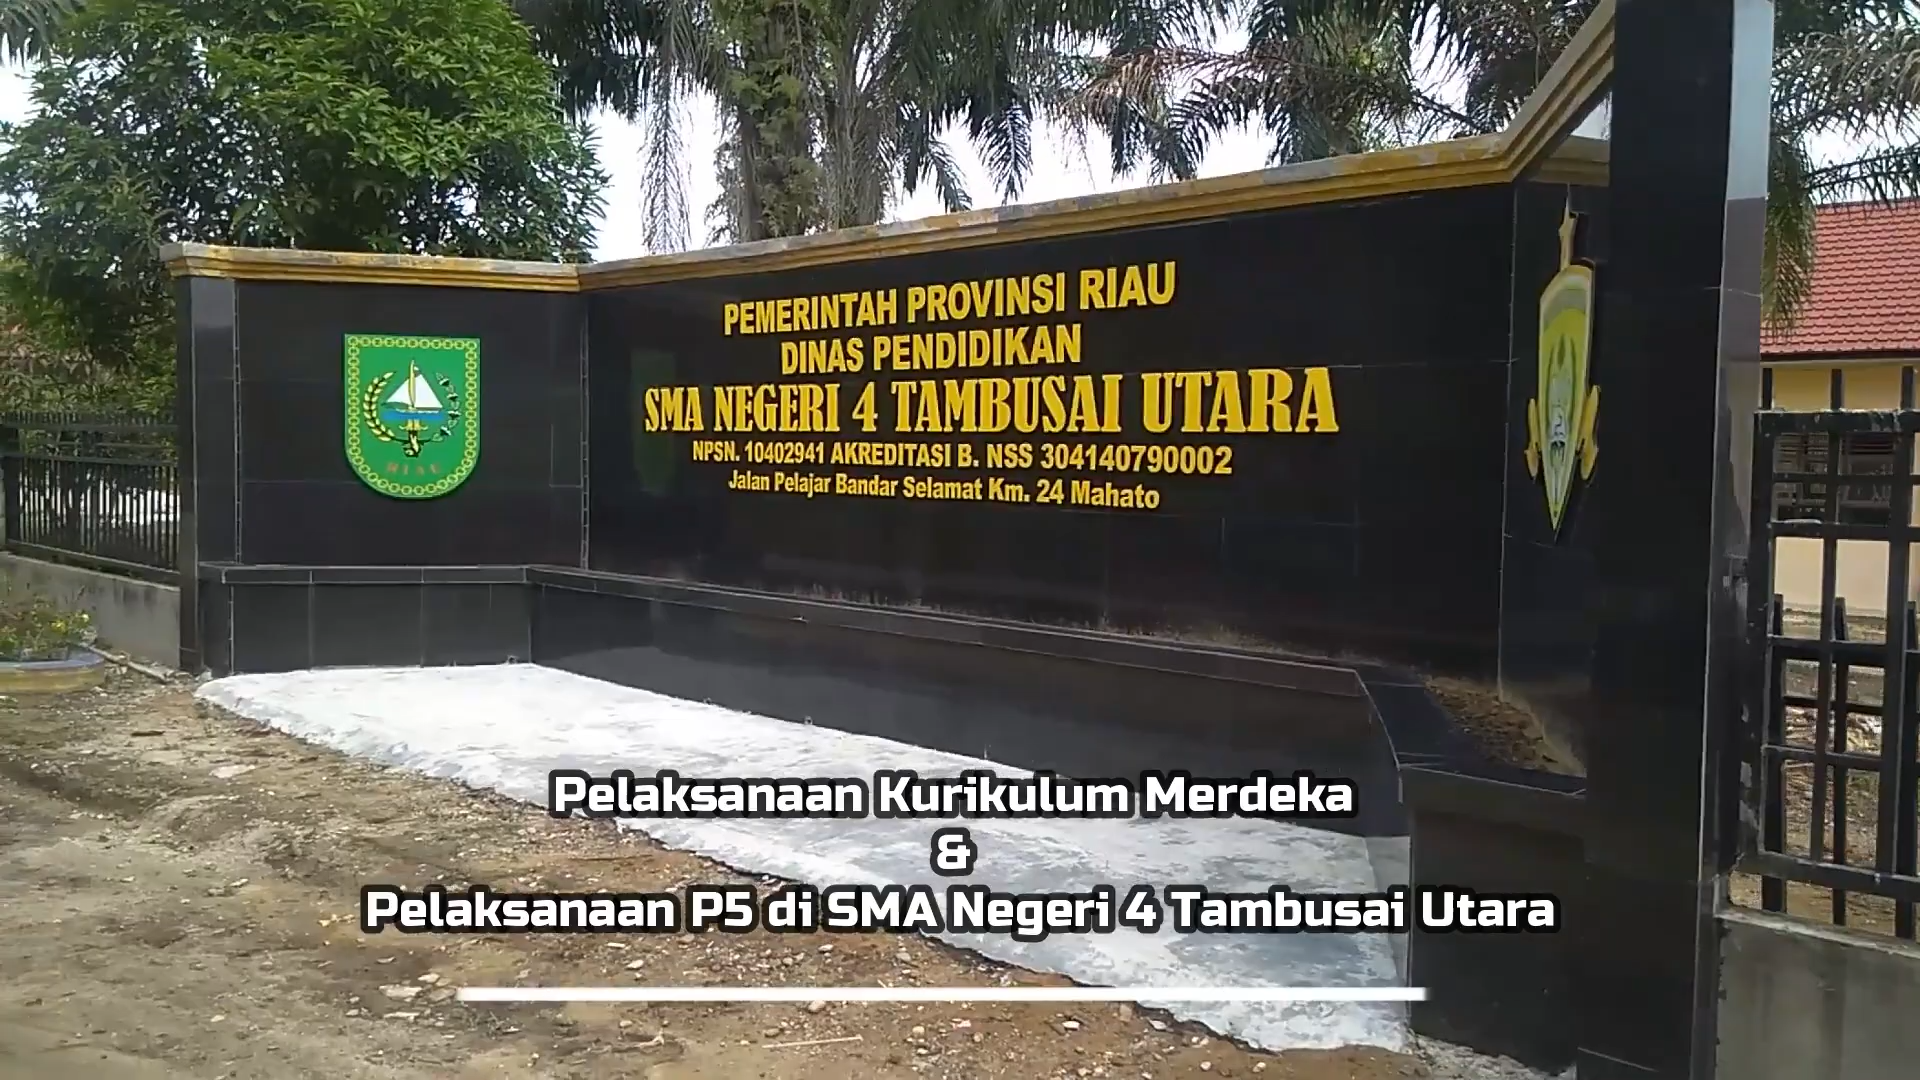 PEMERINTAH PROVINSI RIAU
DINAS PENDIDIKAN
SMA NEGERI 4 TAMBUSAI UTARA
NPSN. 10402941 AKREDITASI B. NSS 304140790002
Jalan Pelajar Bandar Selamat Km. 24 Mahato
RIAU
Pelaksanaan Kurikulum Merdeka
&
Pelaksanaan P5 di SMA Negeri 4 Tambusai Utara